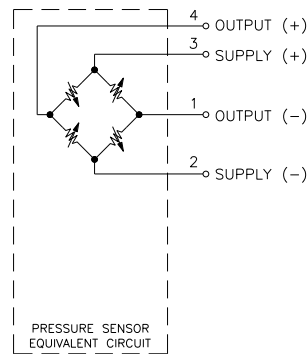 4 OUTPUT (+)
3 SUPPLY (+)
1 OUTPUT (−)
2 SUPPLY (−)
PRESSURE SENSOR
EQUIVALENT CIRCUIT